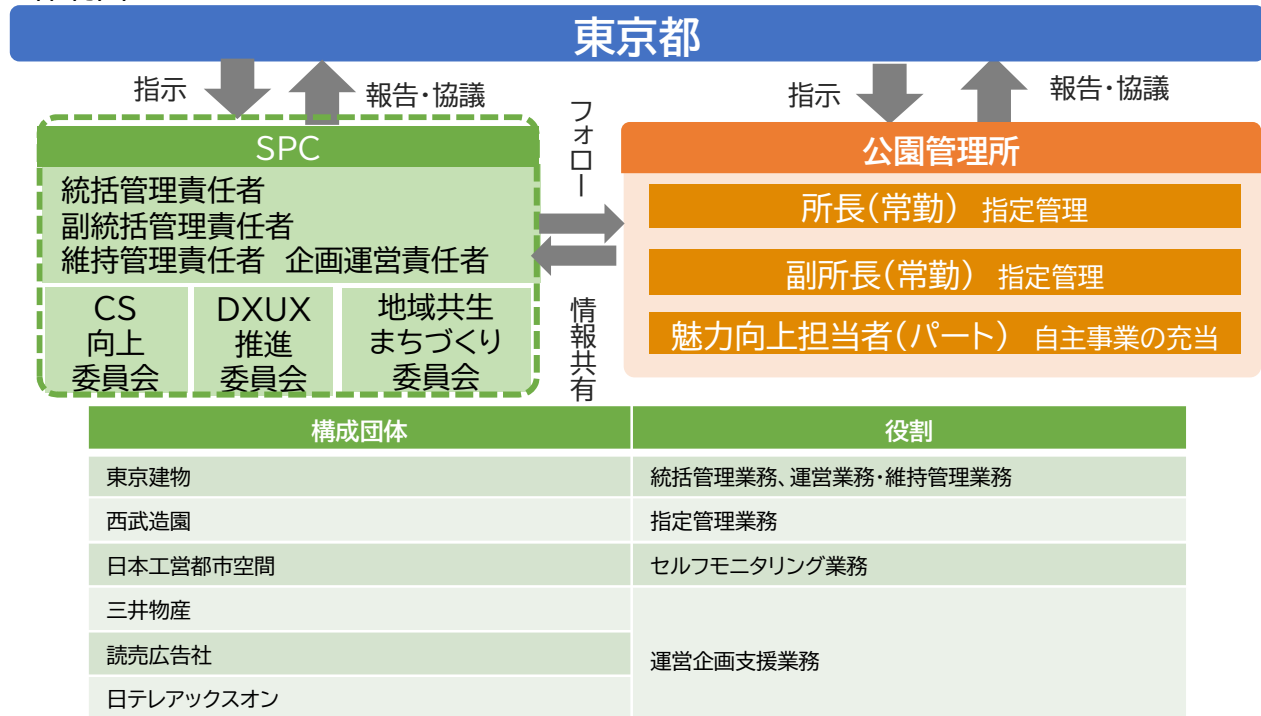 東京都
指示
報告・協議
指示
報告・協議
SPC
統括管理責任者
副統括管理責任者
維持管理責任者 企画運営責任者
CS
向上
委員会
DXUX
推進
委員会
地域共生
まちづくり
委員会
フォロー
情報共有
公園管理所
所長(常勤) 指定管理
副所長(常勤) 指定管理
魅力向上担当者(パート) 自主事業の充当
構成団体 役割
東京建物 統括管理業務、運営業務・維持管理業務
西武造園 指定管理業務
日本工営都市空間 セルフモニタリング業務
三井物産
読売広告社 運営企画支援業務
日テレアックスオン